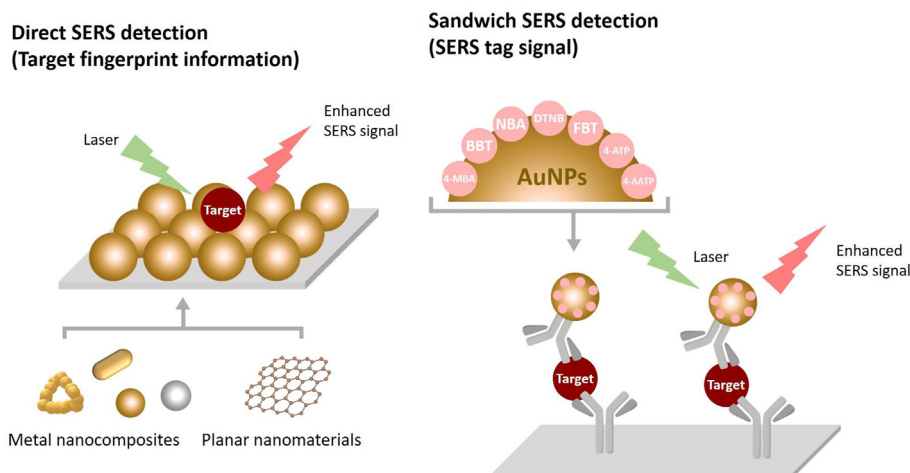 Direct SERS detection
(Target fingerprint information)
Laser
Enhanced
SERS signal
Target
Metal nanocomposites
Planar nanomaterials
Sandwich SERS detection
(SERS tag signal)
4-MBA
BBT
NBA
DTNB
FBT
4-ATP
4-AATP
AuNPs
Laser
Enhanced
SERS signal
Target
Target